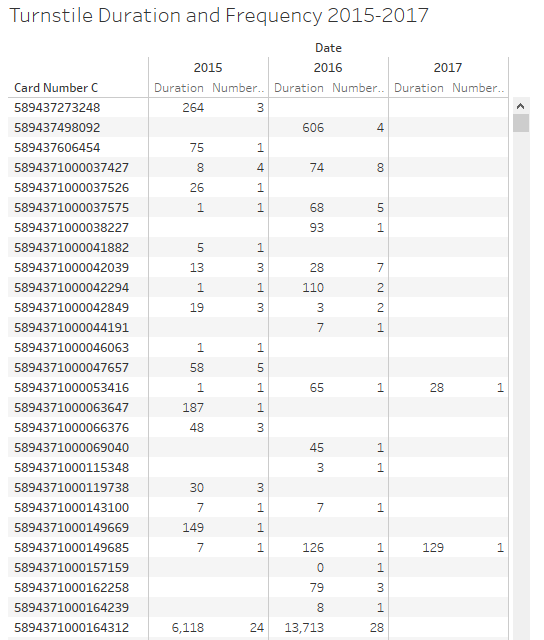 Turnstile Duration and Frequency 2015-2017
Date
2015 2016 2017
Card Number C Duration Number.. Duration Number.. Duration Number..
589437273248 264 3
589437498092 606 4
589437606454 75 1
5894371000037427 8 4 74 8
5894371000037526 26 1
5894371000037575 1 1 68 5
5894371000038227 93 1
5894371000041882 5 1
5894371000042039 13 3 28 7
5894371000042294 1 1 110 2
5894371000042849 19 3 3 2
5894371000044191 7 1
5894371000046063 1 1
5894371000047657 58 5
5894371000053416 1 1 65 1 28 1
5894371000063647 187 1
5894371000066376 48 3
5894371000069040 45 1
5894371000115348 3 1
5894371000119738 30 3
5894371000143100 7 1 7 1
5894371000149669 149 1
5894371000149685 7 1 126 1 129 1
5894371000157159 0 1
5894371000162258 79 3
5894371000164239 8 1
5894371000164312 6,118 24 13,713 28